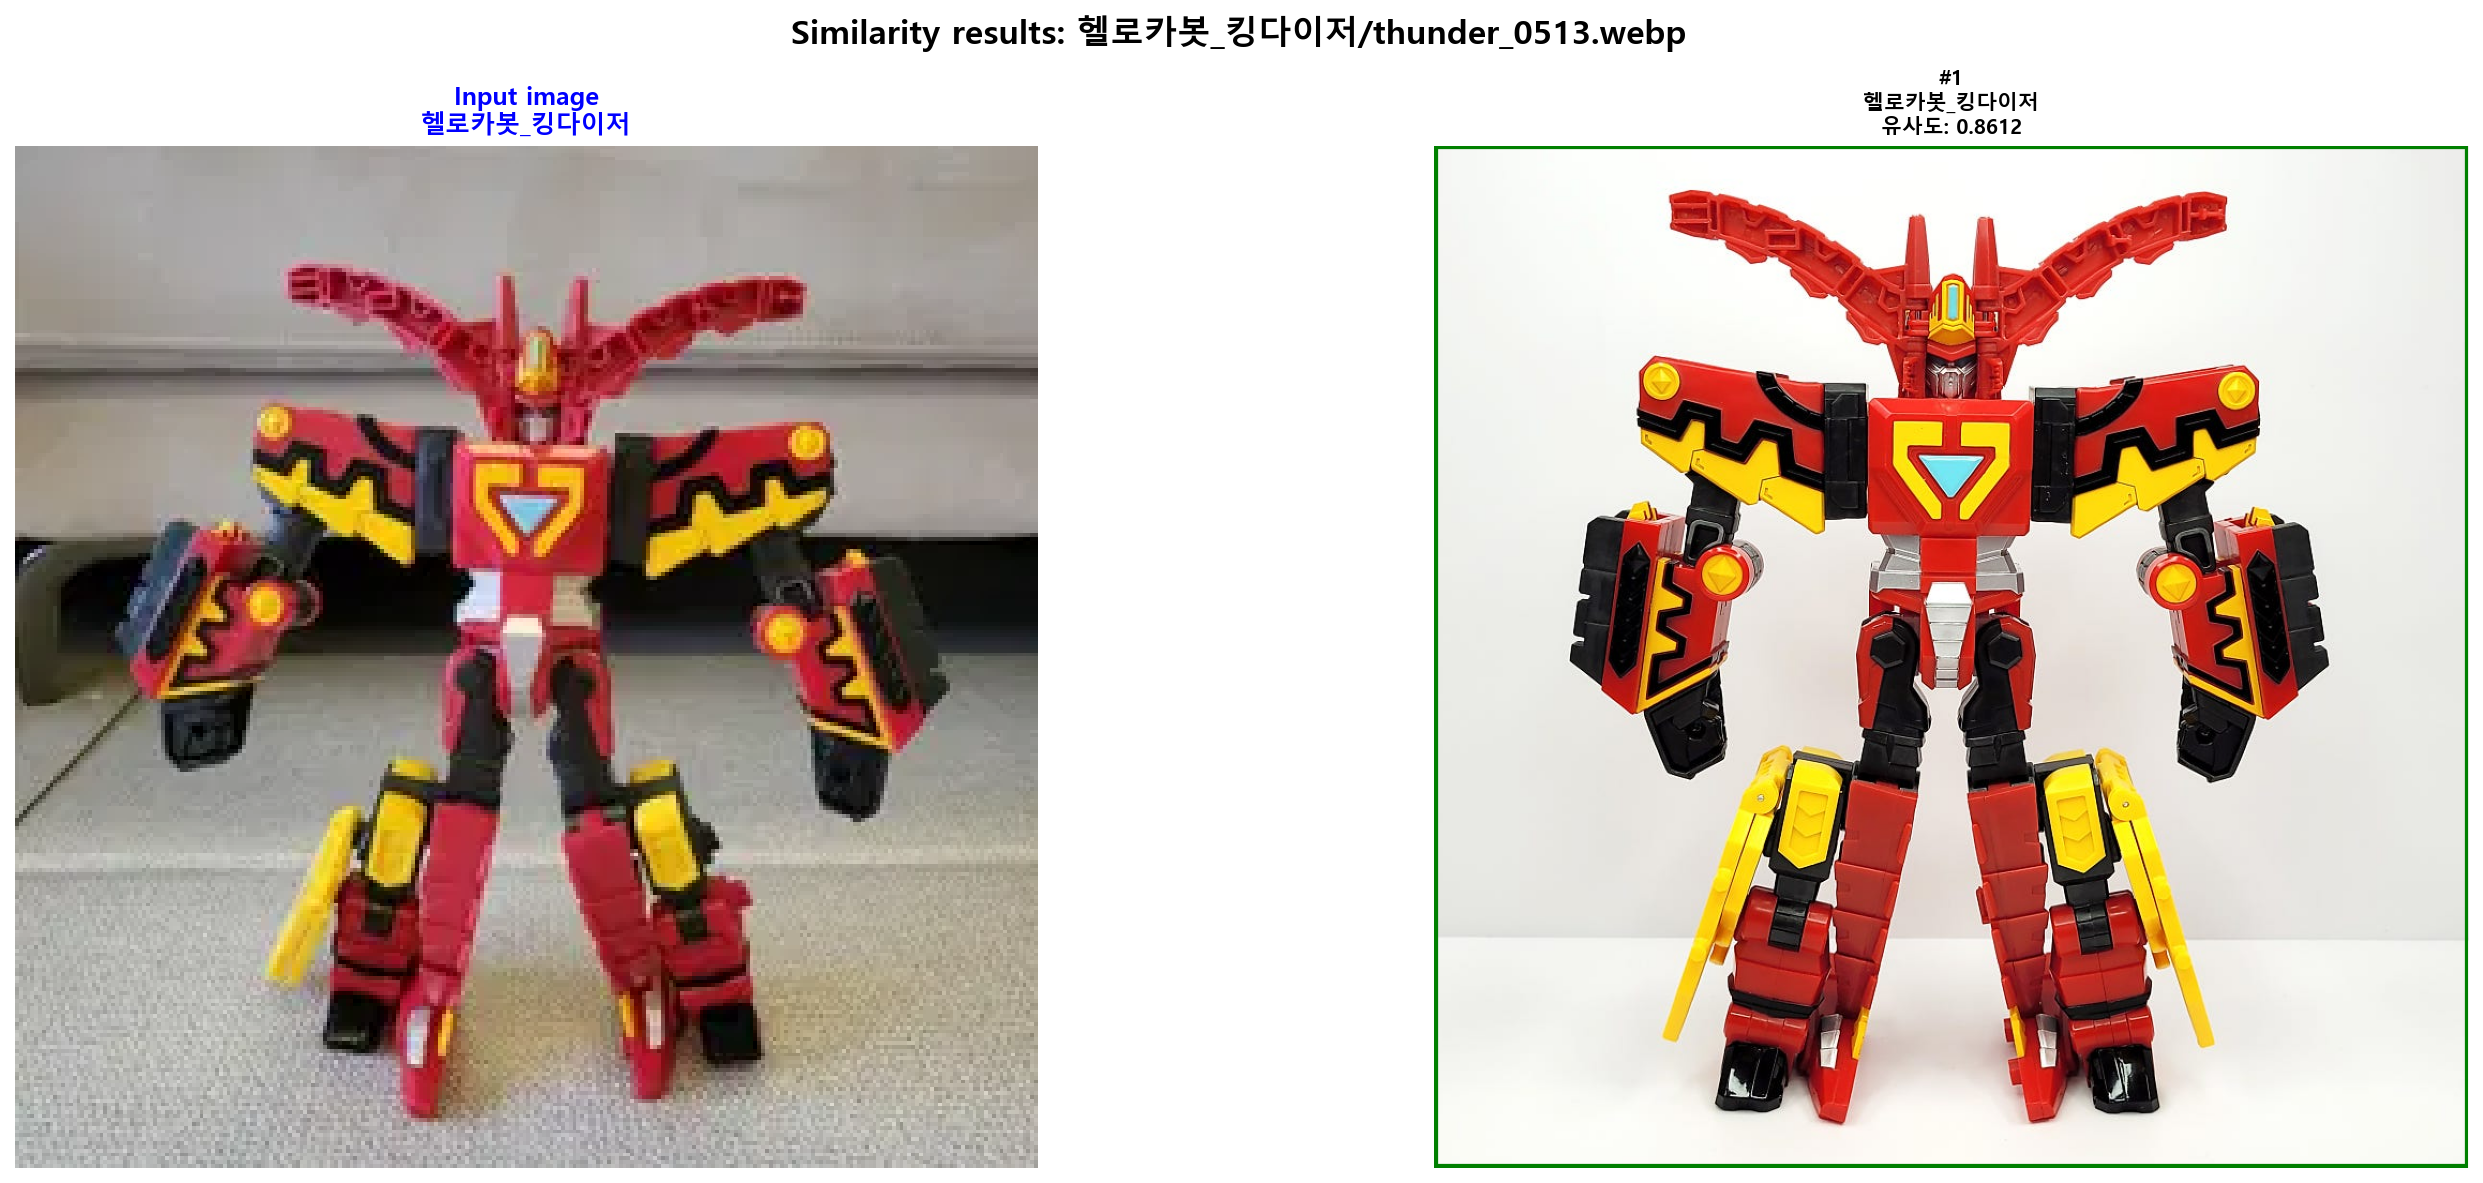 Similarity results: 헬로카봇_킹다이저/thunder_0513.webp
Input image
헬로카봇_킹다이저
#1
헬로카봇_킹다이저
유사도: 0.8612